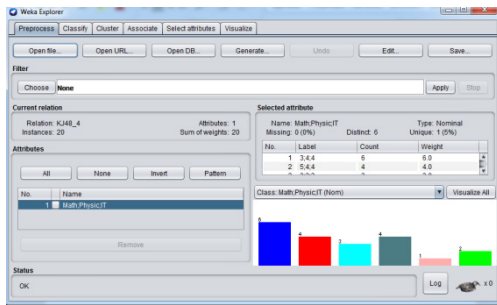 Weka Explorer
Preprocess Classify Cluster Associate Select attributes Visualize
Open file... Open URL... Open DB... Generate... Undo Edit... Save...
Filter
Choose None Apply Stop
Current relation
Relation: KJ48_4 Attributes: 1
Instances: 20 Sum of weights: 20
Attributes
All None Invert Pattern
No. Name
1 Math;Physic;IT
Remove
Selected attribute
Name: Math;Physic;IT Type: Nominal
Missing: 0 (0%) Distinct: 6 Unique: 1 (5%)
No. Label Count Weight
1 3;4;4 6 6.0
2 5;4;4 4 4.0
Class: Math;Physic;IT (Nom) Visualize All
6
4
3
4
1
2
Status
OK
Log x 0